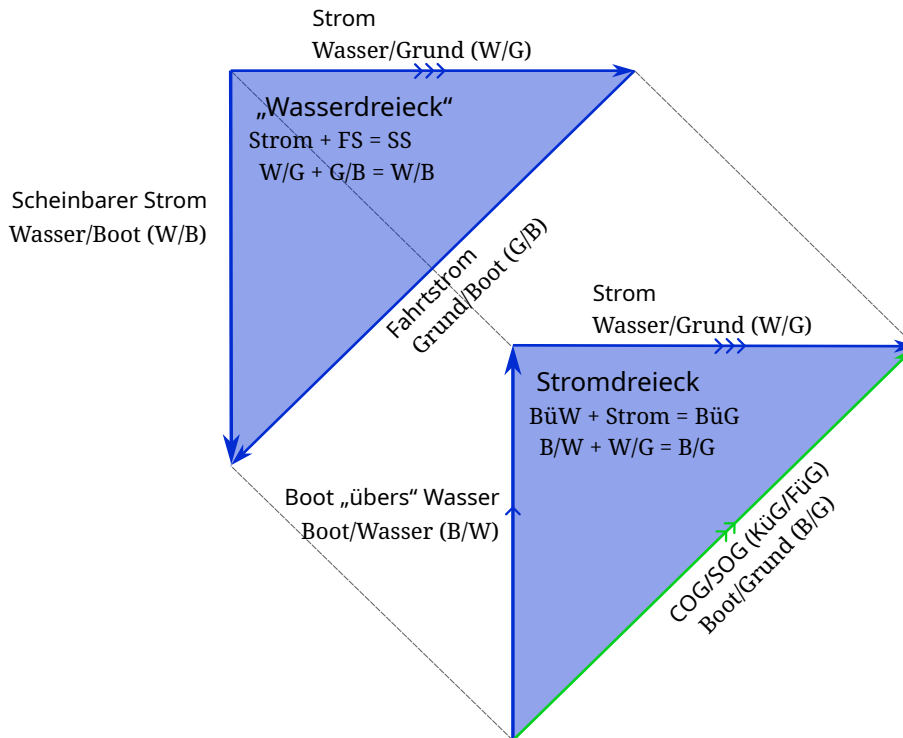 Strom
Wasser/Grund (W/G)
„Wasserdreieck“
Strom + FS = SS
W/G + G/B = W/B
Scheinbarer Strom
Wasser/Boot (W/B)
Fahrtstrom
Grund/Boot (G/B)
Strom
Wasser/Grund (W/G)
Stromdreieck
BüW + Strom = BüG
B/W + W/G = B/G
Boot „übers“ Wasser
Boot/Wasser (B/W)
COG/SOG (KüG/FüG)
Boot/Grund (B/G)